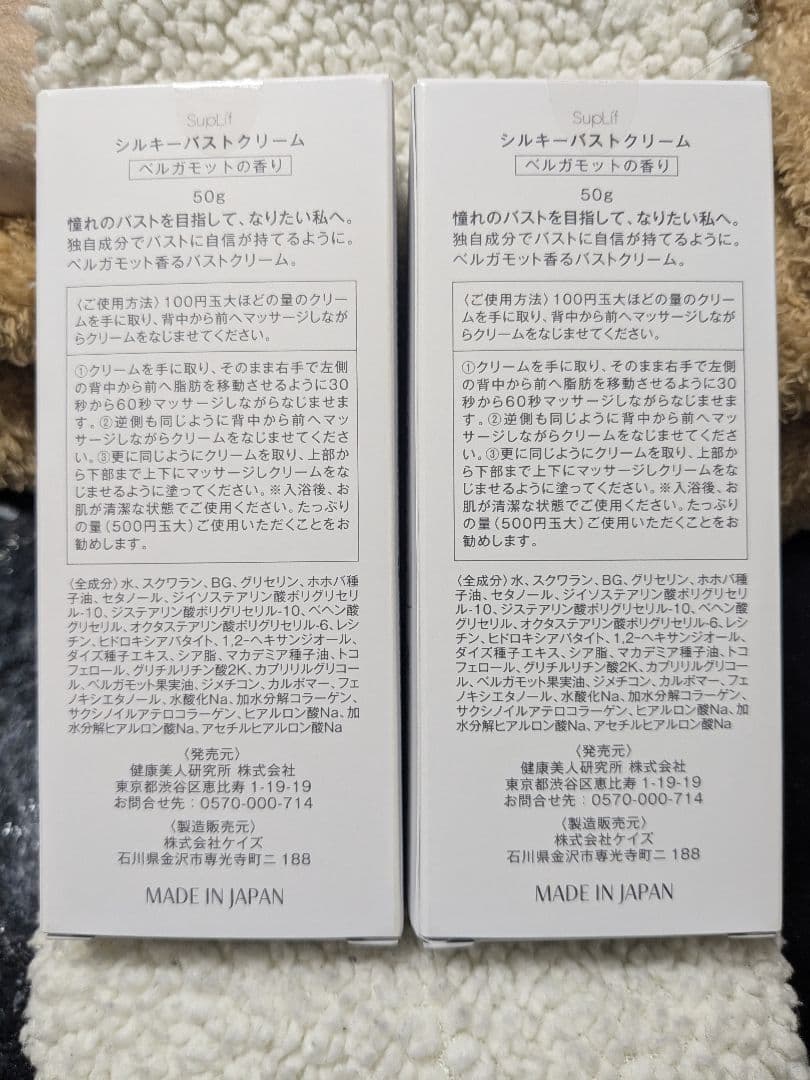 SupLif
シルキーバストクリーム
ベルガモットの香り
50g
憧れのバストを目指して、なりたい私へ。
独自成分でバストに自信が持てるように。
ベルガモット香るバストクリーム。
〈ご使用方法〉100円玉大ほどの量のクリー
ムを手に取り、背中から前へマッサージしなが
らクリームをなじませてください。
①クリームを手に取り、そのまま右手で左側
の背中から前へ脂肪を移動させるように30
秒から60秒マッサージしながらなじませま
す。②逆側も同じように背中から前へマッ
サージしながらクリームをなじませてくださ
い。③更に同じようにクリームを取り、上部か
ら下部まで上下にマッサージしクリームをな
じませるように塗ってください。※入浴後、お
肌が清潔な状態でご使用ください。たっぷり
の量(500円玉大)ご使用いただくことをお
勧めします。
〈全成分〉水、スクワラン、BG、グリセリン、ホホバ種
子油、セタノール、ジイソステアリン酸ポリグリセリ
ル-10、ジステアリン酸ポリグリセリル-10、ベヘン酸
グリセリル、オクタステアリン酸ポリグリセリル-6、レシ
チン、ヒドロキシアパタイト、1,2-ヘキサンジオール、
ダイズ種子エキス、シア脂、マカデミア種子油、トコ
フェロール、グリチルリチン酸2K、カプリリルグリコー
ル、ベルガモット果実油、ジメチコン、カルボマー、フェ
ノキシエタノール、水酸化Na、加水分解コラーゲン、
サクシノイルアテロコラーゲン、ヒアルロン酸Na、加
水分解ヒアルロン酸Na、アセチルヒアルロン酸Na
〈発売元〉
健康美人研究所 株式会社
東京都渋谷区恵比寿 1-19-19
お問合せ先：0570-000-714
〈製造販売元〉
株式会社ケイズ
石川県金沢市専光寺町ニ 188
MADE IN JAPAN
SupLif
シルキーバストクリーム
ベルガモットの香り
50g
憧れのバストを目指して、なりたい私へ。
独自成分でバストに自信が持てるように。
ベルガモット香るバストクリーム。
〈ご使用方法〉100円玉大ほどの量のクリー
ムを手に取り、背中から前へマッサージしなが
らクリームをなじませてください。
①クリームを手に取り、そのまま右手で左側
の背中から前へ脂肪を移動させるように30
秒から60秒マッサージしながらなじませま
す。②逆側も同じように背中から前へマッ
サージしながらクリームをなじませてくださ
い。③更に同じようにクリームを取り、上部か
ら下部まで上下にマッサージしクリームをな
じませるように塗ってください。※入浴後、お
肌が清潔な状態でご使用ください。たっぷり
の量(500円玉大)ご使用いただくことをお
勧めします。
〈全成分〉水、スクワラン、BG、グリセリン、ホホバ種
子油、セタノール、ジイソステアリン酸ポリグリセリ
ル-10、ジステアリン酸ポリグリセリル-10、ベヘン酸
グリセリル、オクタステアリン酸ポリグリセリル-6、レシ
チン、ヒドロキシアパタイト、1,2-ヘキサンジオール、
ダイズ種子エキス、シア脂、マカデミア種子油、トコ
フェロール、グリチルリチン酸2K、カプリリルグリコー
ル、ベルガモット果実油、ジメチコン、カルボマー、フェ
ノキシエタノール、水酸化Na、加水分解コラーゲン、
サクシノイルアテロコラーゲン、ヒアルロン酸Na、加
水分解ヒアルロン酸Na、アセチルヒアルロン酸Na
〈発売元〉
健康美人研究所 株式会社
東京都渋谷区恵比寿 1-19-19
お問合せ先：0570-000-714
〈製造販売元〉
株式会社ケイズ
石川県金沢市専光寺町ニ 188
MADE IN JAPAN